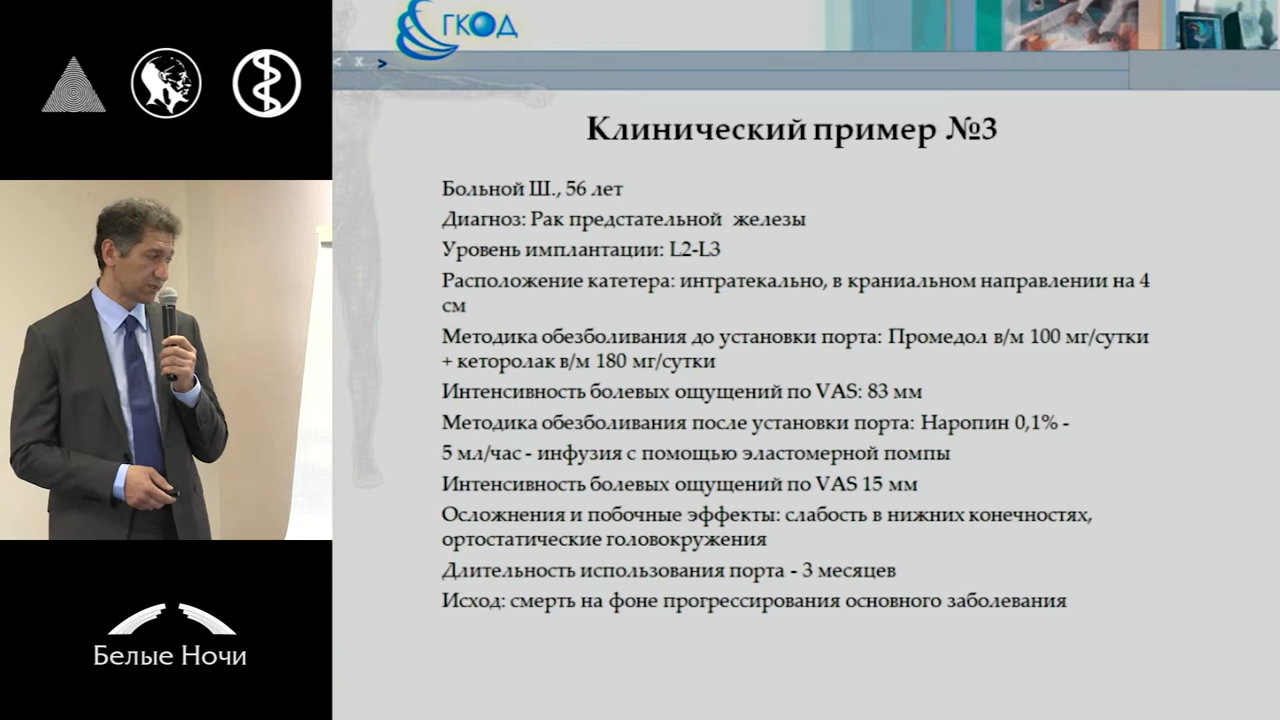 ГКОД
< x >
Клинический пример №3
Больной Ш., 56 лет
Диагноз: Рак предстательной железы
Уровень имплантации: L2-L3
Расположение катетера: интратекально, в краниальном направлении на 4
см
Методика обезболивания до установки порта: Промедол в/м 100 мг/сутки
+ кеторолак в/м 180 мг/сутки
Интенсивность болевых ощущений по VAS: 83 мм
Методика обезболивания после установки порта: Наропин 0,1% -
5 мл/час - инфузия с помощью эластомерной помпы
Интенсивность болевых ощущений по VAS 15 мм
Осложнения и побочные эффекты: слабость в нижних конечностях,
ортостатические головокружения
Длительность использования порта - 3 месяцев
Исход: смерть на фоне прогрессирования основного заболевания
Белые Ночи